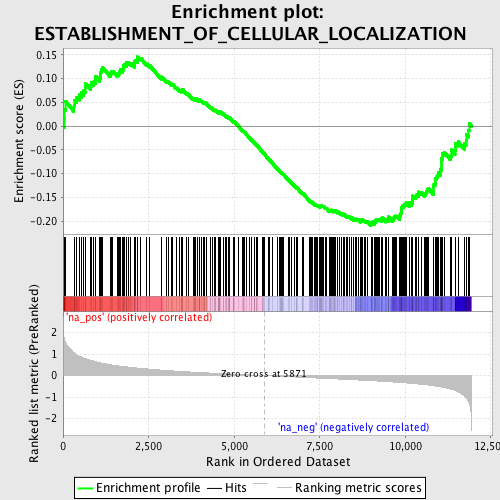 Enrichment plot:
ESTABLISHMENT_OF_CELLULAR_LOCALIZATION
Enrichment score (ES)
0.15
0.10
0.05
0.00
-0.05
-0.10
-0.15
-0.20
'na_pos' (positively correlated)
Ranked list metric (PreRanked)
2
1
0
-1
-2
Zero cross at 5871
'na_neg' (negatively correlated)
0
2,500
5,000
7,500
10,000
12,500
Rank in Ordered Dataset
Enrichment profile
Hits
Ranking metric scores